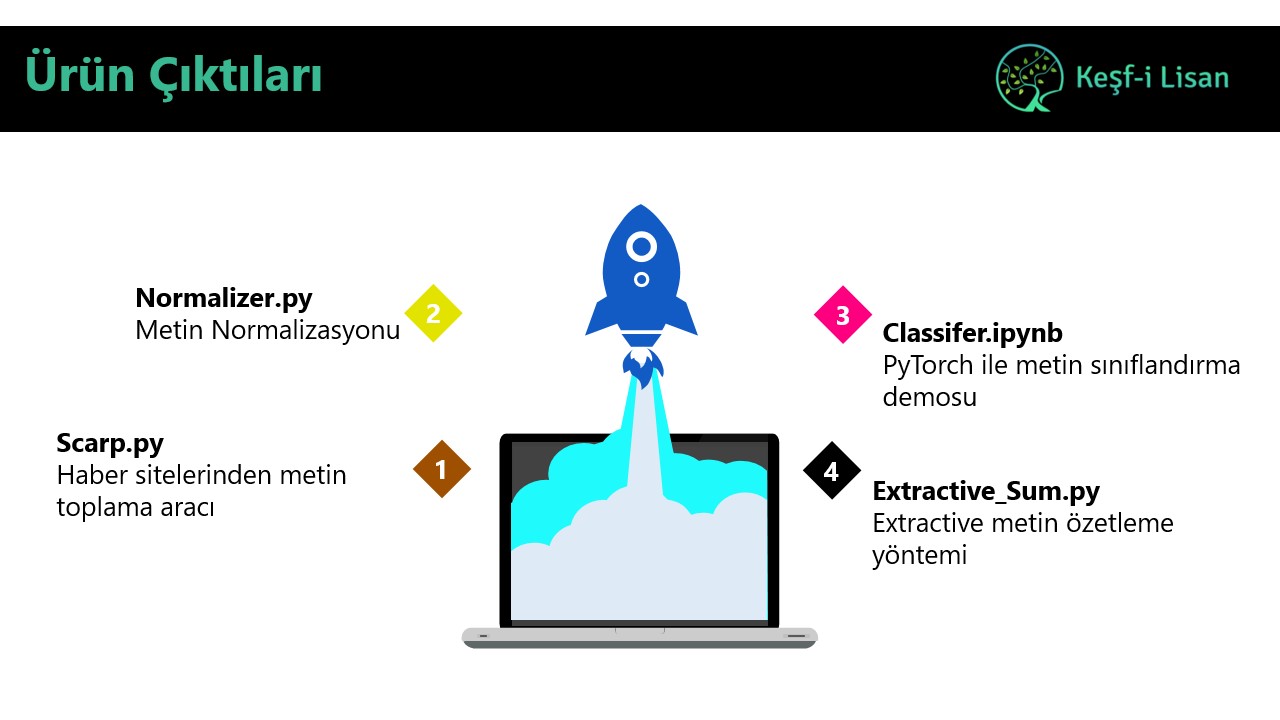 Ürün Çıktıları
Keşf-i Lisan
Normalizer.py
Metin Normalizasyonu
2
3
Classifer.ipynb
PyTorch ile metin sınıflandırma
demosu
Scarp.py
Haber sitelerinden metin
toplama aracı
1
4
Extractive_Sum.py
Extractive metin özetleme
yöntemi